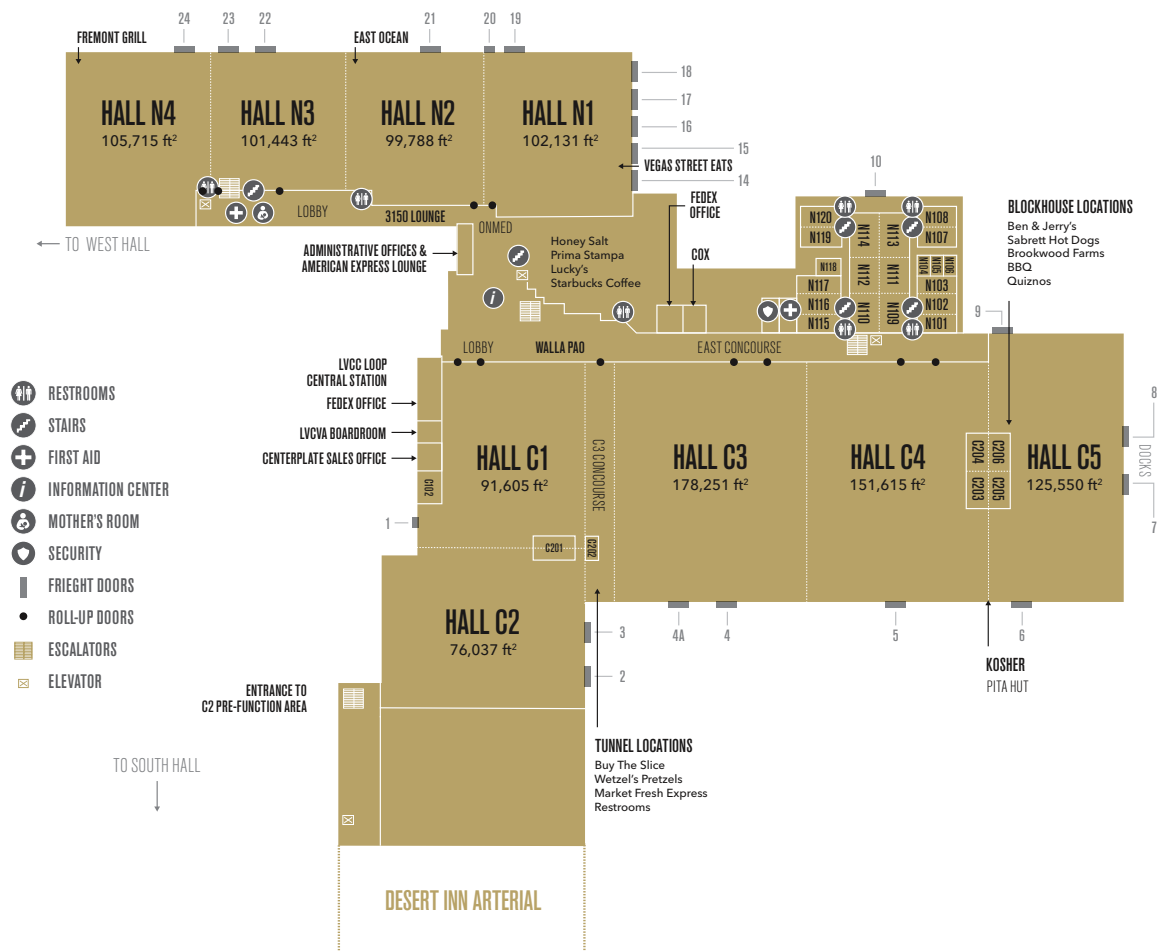 24
23
22
21
20
19
FREMONT GRILL
EAST OCEAN
HALL N4
105,715 ft²
HALL N3
101,443 ft²
HALL N2
99,788 ft²
HALL N1
102,131 ft²
18
17
16
15
14
VEGAS STREET EATS
10
LOBBY
3150 LOUNGE
ONMED
TO WEST HALL
ADMINISTRATIVE OFFICES &
AMERICAN EXPRESS LOUNGE
Honey Salt
Prima Stampa
Lucky's
Starbucks Coffee
FEDEX
OFFICE
COX
N120
N119
N118
N117
N116
N115
N114
N112
N110
N113
N111
N109
N108
N107
N104
N105
N106
N103
N102
N101
BLOCKHOUSE LOCATIONS
Ben & Jerry's
Sabrett Hot Dogs
Brookwood Farms
BBQ
Quiznos
9
LOBBY
WALLA PAO
EAST CONCOURSE
LVCC LOOP
CENTRAL STATION
FEDEX OFFICE
LVCVA BOARDROOM
CENTERPLATE SALES OFFICE
C102
1
HALL C1
91,605 ft²
C3 CONCOURSE
HALL C3
178,251 ft²
HALL C4
151,615 ft²
C204
C206
C203
C205
HALL C5
125,550 ft²
8
DOCKS
7
C201
C202
HALL C2
76,037 ft²
3
2
4A
4
5
6
KOSHER
PITA HUT
RESTROOMS
STAIRS
FIRST AID
i
INFORMATION CENTER
MOTHER'S ROOM
SECURITY
FRIEGHT DOORS
ROLL-UP DOORS
ESCALATORS
ELEVATOR
i
ENTRANCE TO
C2 PRE-FUNCTION AREA
TO SOUTH HALL
TUNNEL LOCATIONS
Buy The Slice
Wetzel's Pretzels
Market Fresh Express
Restrooms
DESERT INN ARTERIAL